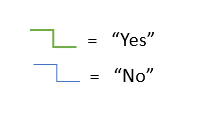 = “Yes”
= “No”